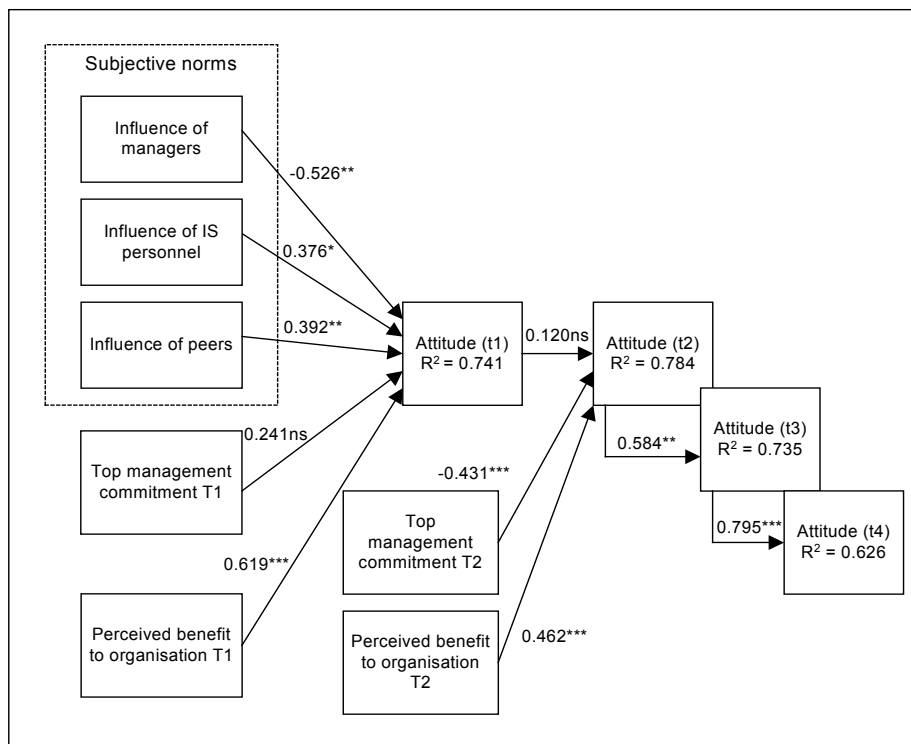 Subjective norms
Influence of
managers
-0.526**
Influence of IS
personnel
0.376*
Influence of peers
0.392**
Attitude (t1)
R² = 0.741
0.120ns
Attitude (t2)
R² = 0.784
0.241ns
Top management
commitment T1
0.584**
Attitude (t3)
R² = 0.735
-0.431***
Top
management
commitment T2
0.795***
Attitude (t4)
R² = 0.626
0.619***
Perceived benefit
to organisation T1
0.462***
Perceived benefit
to organisation
T2